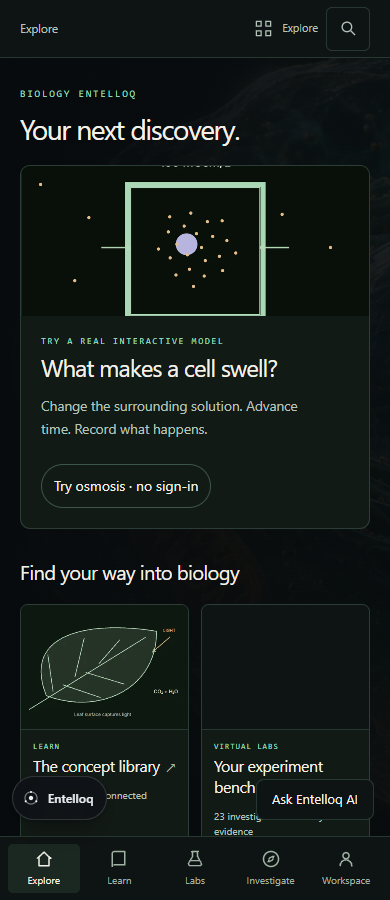 Explore
Explore
BIOLOGY ENTELLOQ
Your next discovery.
TRY A REAL INTERACTIVE MODEL
What makes a cell swell?
Change the surrounding solution. Advance
time. Record what happens.
Try osmosis · no sign-in
Find your way into biology
LIGHT
CO₂ + H₂O
Leaf surface captures light
LEARN
The concept library ↗
VIRTUAL LABS
Your experiment
bench
23
evidence
Entelloq
Ask Entelloq AI
Explore
Learn
Labs
Investigate
Workspace